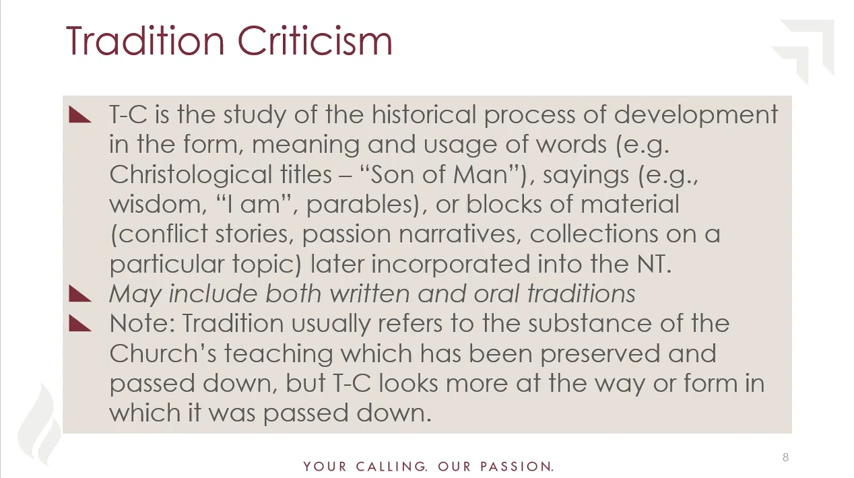 Tradition Criticism
T-C is the study of the historical process of development
in the form, meaning and usage of words (e.g.
Christological titles – “Son of Man”), sayings (e.g.,
wisdom, “I am”, parables), or blocks of material
(conflict stories, passion narratives, collections on a
particular topic) later incorporated into the NT.
May include both written and oral traditions
Note: Tradition usually refers to the substance of the
Church’s teaching which has been preserved and
passed down, but T-C looks more at the way or form in
which it was passed down.
YOUR CALLING. OUR PASSION.
8